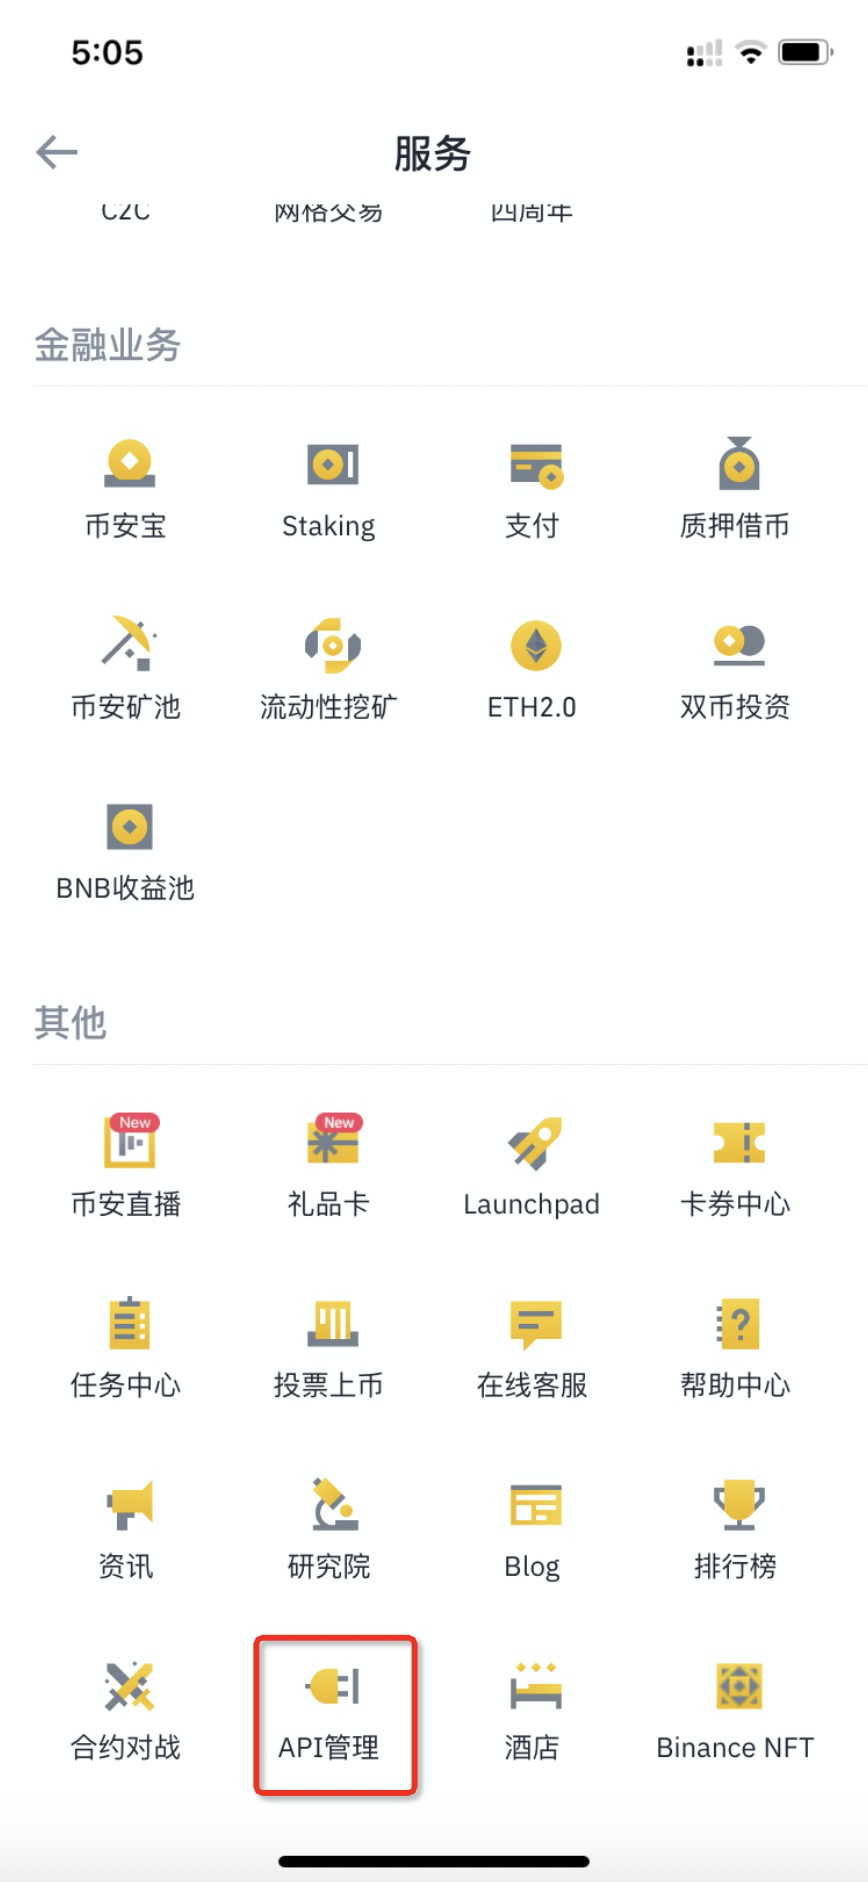 5:05
服务
C2C 网格交易 四周年
金融业务
币安宝 Staking 支付 质押借币
币安矿池 流动性挖矿 ETH2.0 双币投资
BNB收益池
其他
New New
币安直播 礼品卡 Launchpad 卡券中心
任务中心 投票上币 在线客服 帮助中心
资讯 研究院 Blog 排行榜
合约对战 API管理 酒店 Binance NFT